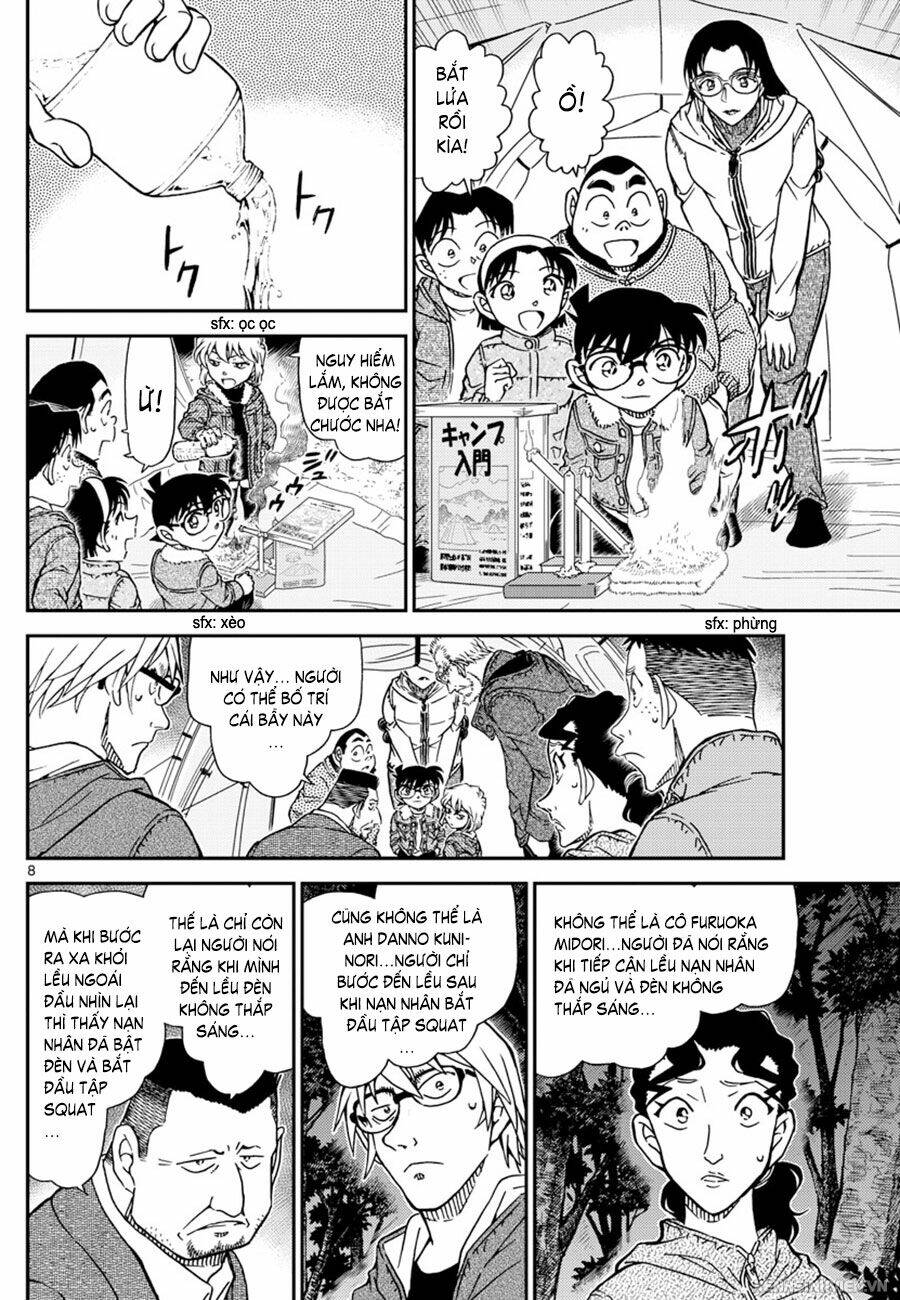 Ồ!
BẮT
LỬA
RỒI
KÌA!
キャンプ
入門
sfx: phừng
トク
トク
sfx: ọc ọc
NGUY HIỂM
LẮM, KHÔNG
ĐƯỢC BẮT
CHƯỚC NHA!
Ừ!
sfx: xèo
NHƯ VẬY... NGƯỜI
CÓ THỂ BỐ TRÍ
CÁI BẪY NÀY
...
8
KHÔNG THỂ LÀ CÔ FURUOKA
MIDORI...NGƯỜI ĐÃ NÓI RẰNG
KHI TIẾP CẬN LỀU NẠN NHÂN
ĐÃ NGỦ VÀ ĐÈN KHÔNG
THẮP SÁNG...
CŨNG KHÔNG THỂ LÀ
ANH DANNO KUNI-
NORI...NGƯỜI CHỈ
BƯỚC ĐẾN LỀU SAU
KHI NẠN NHÂN BẮT
ĐẦU TẬP SQUAT
...
THẾ LÀ CHỈ CÒN
LẠI NGƯỜI NÓI
RẰNG KHI MÌNH
ĐẾN LỀU ĐÈN
KHÔNG THẮP
SÁNG...
MÀ KHI BƯỚC
RA XA KHỎI
LỀU NGOÁI
ĐẦU NHÌN LẠI
THÌ THẤY NẠN
NHÂN ĐÃ BẬT
ĐÈN VÀ BẮT
ĐẦU TẬP
SQUAT
...